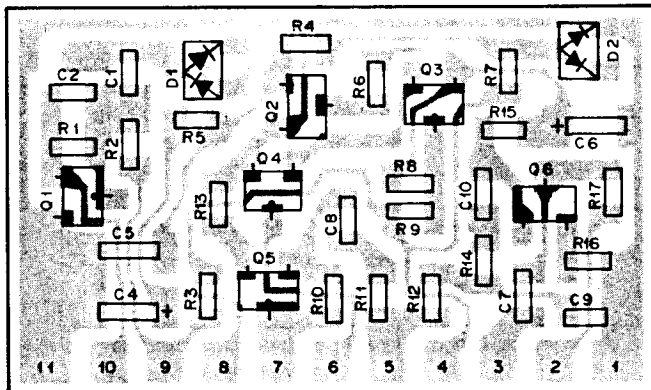 R4
D2
C2
C1
D1
R6
Q3
R7
Q2
R15
+
C6
R1
R2
R5
Q4
R8
Q6
Q1
R13
C10
R17
C8
R9
C5
Q5
R14
R16
C4
+
R3
R10
R11
R12
C7
C9
11 10 9 8 7 6 5 4 3 2 1